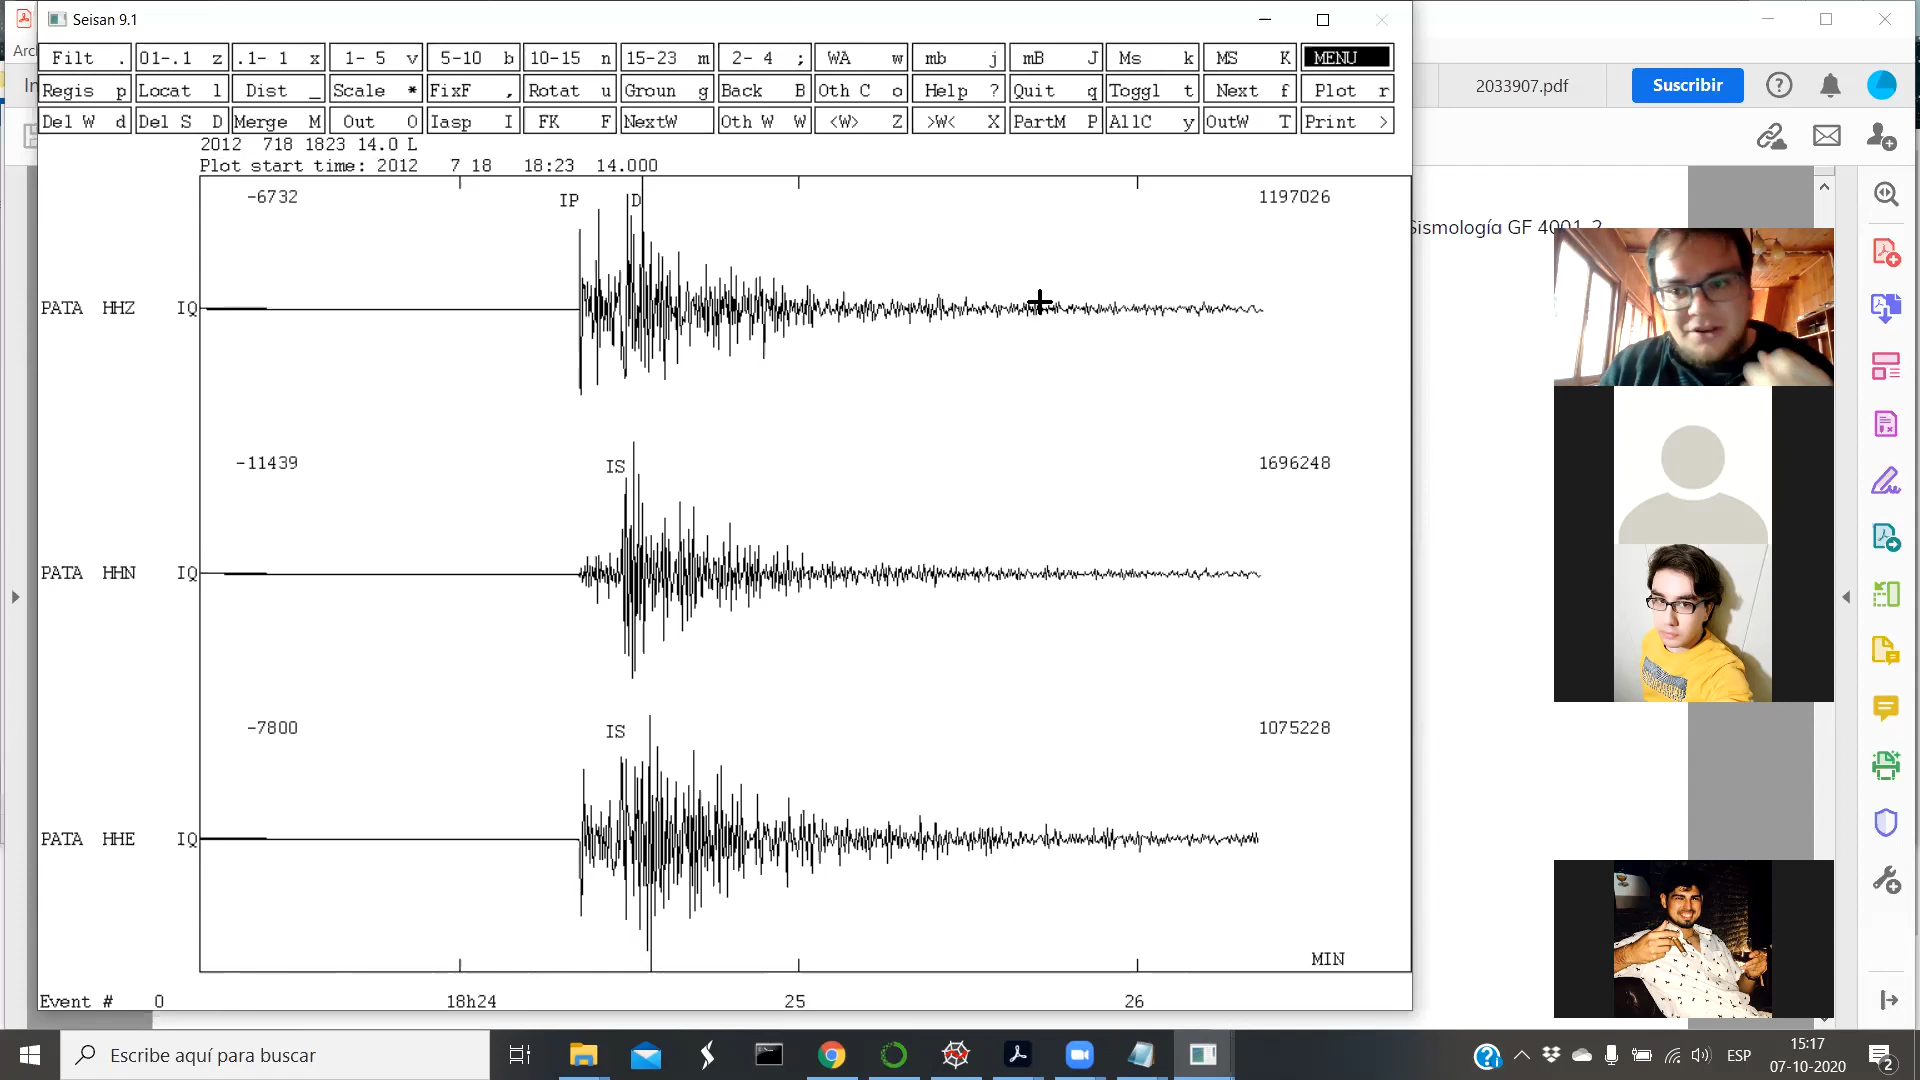 Seisan 9.1
Arc
In
Filt . 01-.1 z .1- 1 x 1- 5 v 5-10 b 10-15 n 15-23 m 2- 4 ; WA w mb j mB J Ms k MS K MENU
Regis p Locat l Dist _ Scale * FixF , Rotat u Groun g Back B Oth C o Help ? Quit q Toggl t Next f Plot r
Del W d Del S D Merge M Out O Iasp I FK F NextW Oth W W <W> Z >W< X PartM P AllC y OutW T Print >
2033907.pdf
Suscribir
2012 718 1823 14.0 L
Plot start time: 2012 7 18 18:23 14.000
-6732
IP
D
1197026
Sismología GF 4001-2
PATA HHZ IQ
-11439
IS
1696248
PATA HHN IQ
-7800
IS
1075228
PATA HHE IQ
MIN
Event # 0
18h24
25
26
Escribe aquí para buscar
ESP
15:17
07-10-2020
2